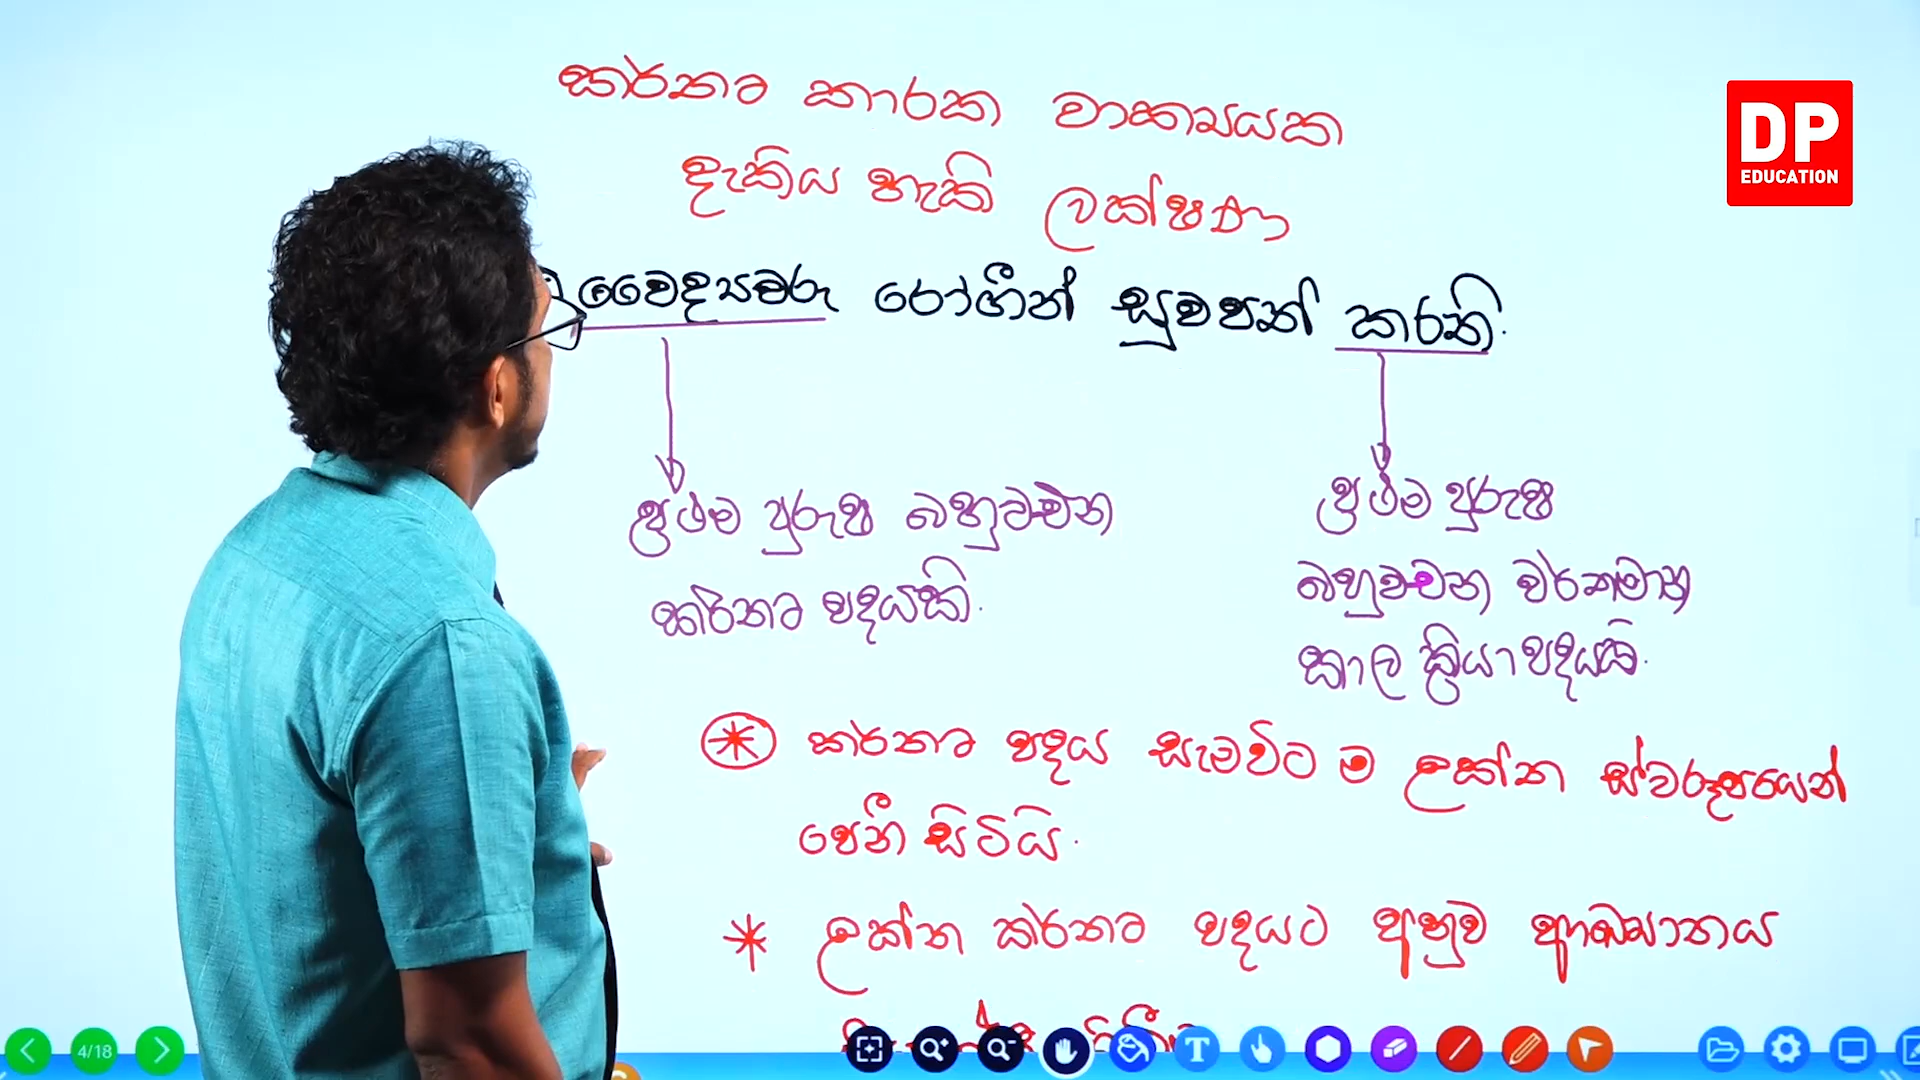 කර්තෘ කාරක වාක්‍යයක
දැකිය හැකි ලක්ෂණ
DP
EDUCATION
වෛද්‍යවරු රෝගීන් සුවපත් කරති.
ප්‍රථම පුරුෂ බහුවචන
කර්තෘ පදයකි.
ප්‍රථම පුරුෂ
බහුවචන වර්තමාන
කාල ක්‍රියා පදයකි.
කර්තෘ පදය සැමවිට ම උක්ත ස්වරූපයෙන්
පෙනී සිටියි.
උක්ත කර්තෘ පදයට අනුව ආඛ්‍යාතය
4/18